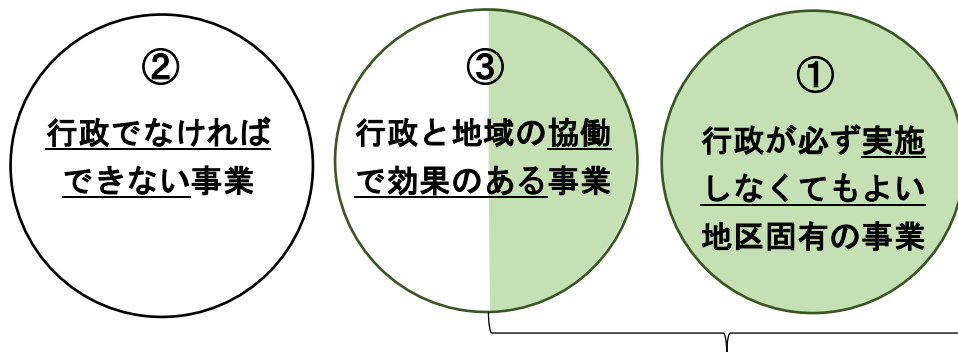 ②
行政でなければ
できない事業
③
行政と地域の協働
で効果のある事業
①
行政が必ず実施
しなくてもよい
地区固有の事業